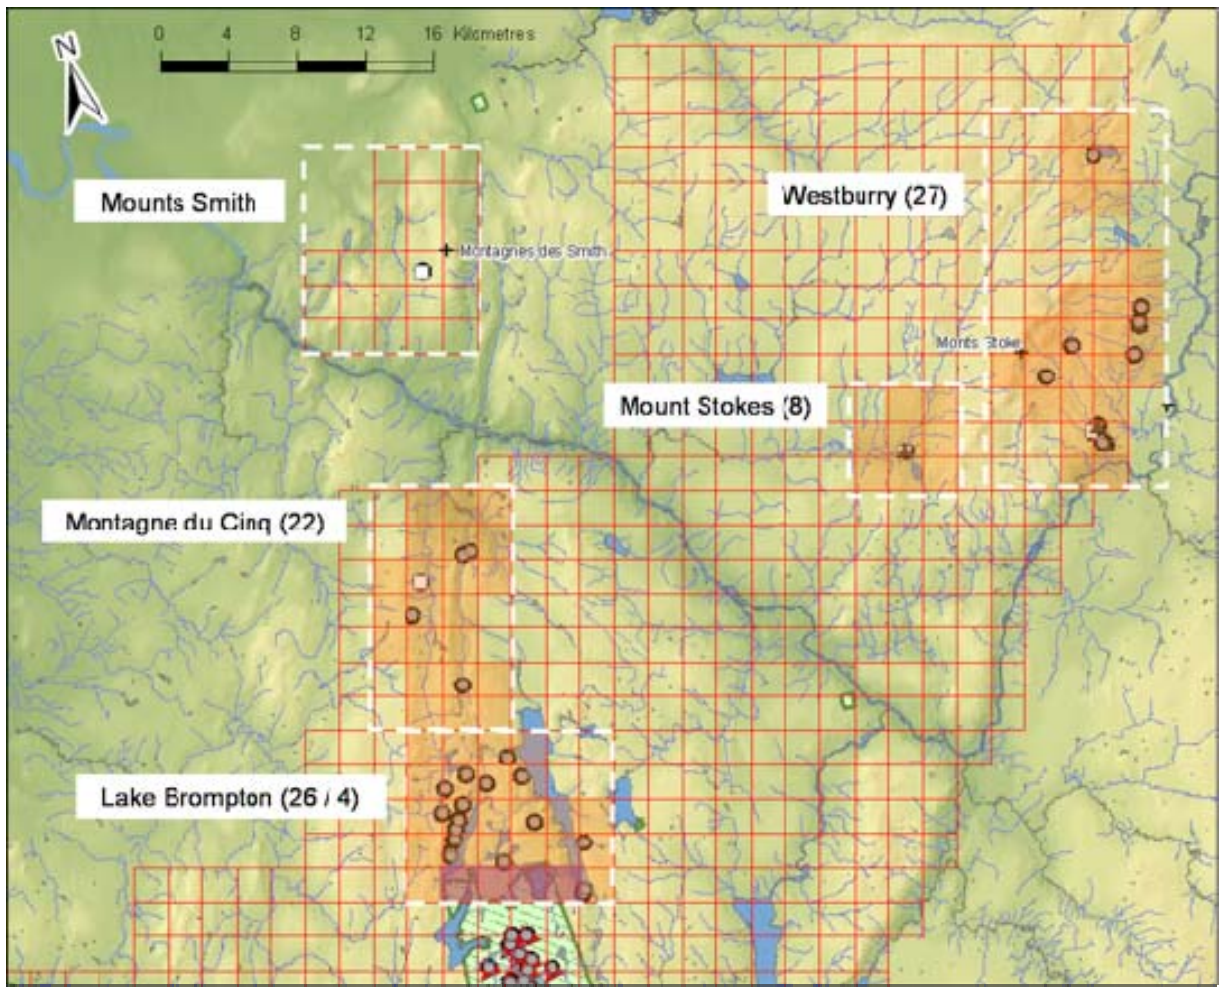 N
0 4 8 12 16 Kilometres
Mounts Smith
Westburry (27)
Montagnes des Smith
Monts Stoke
Mount Stokes (8)
Montagne du Cinq (22)
Lake Brompton (26 / 4)